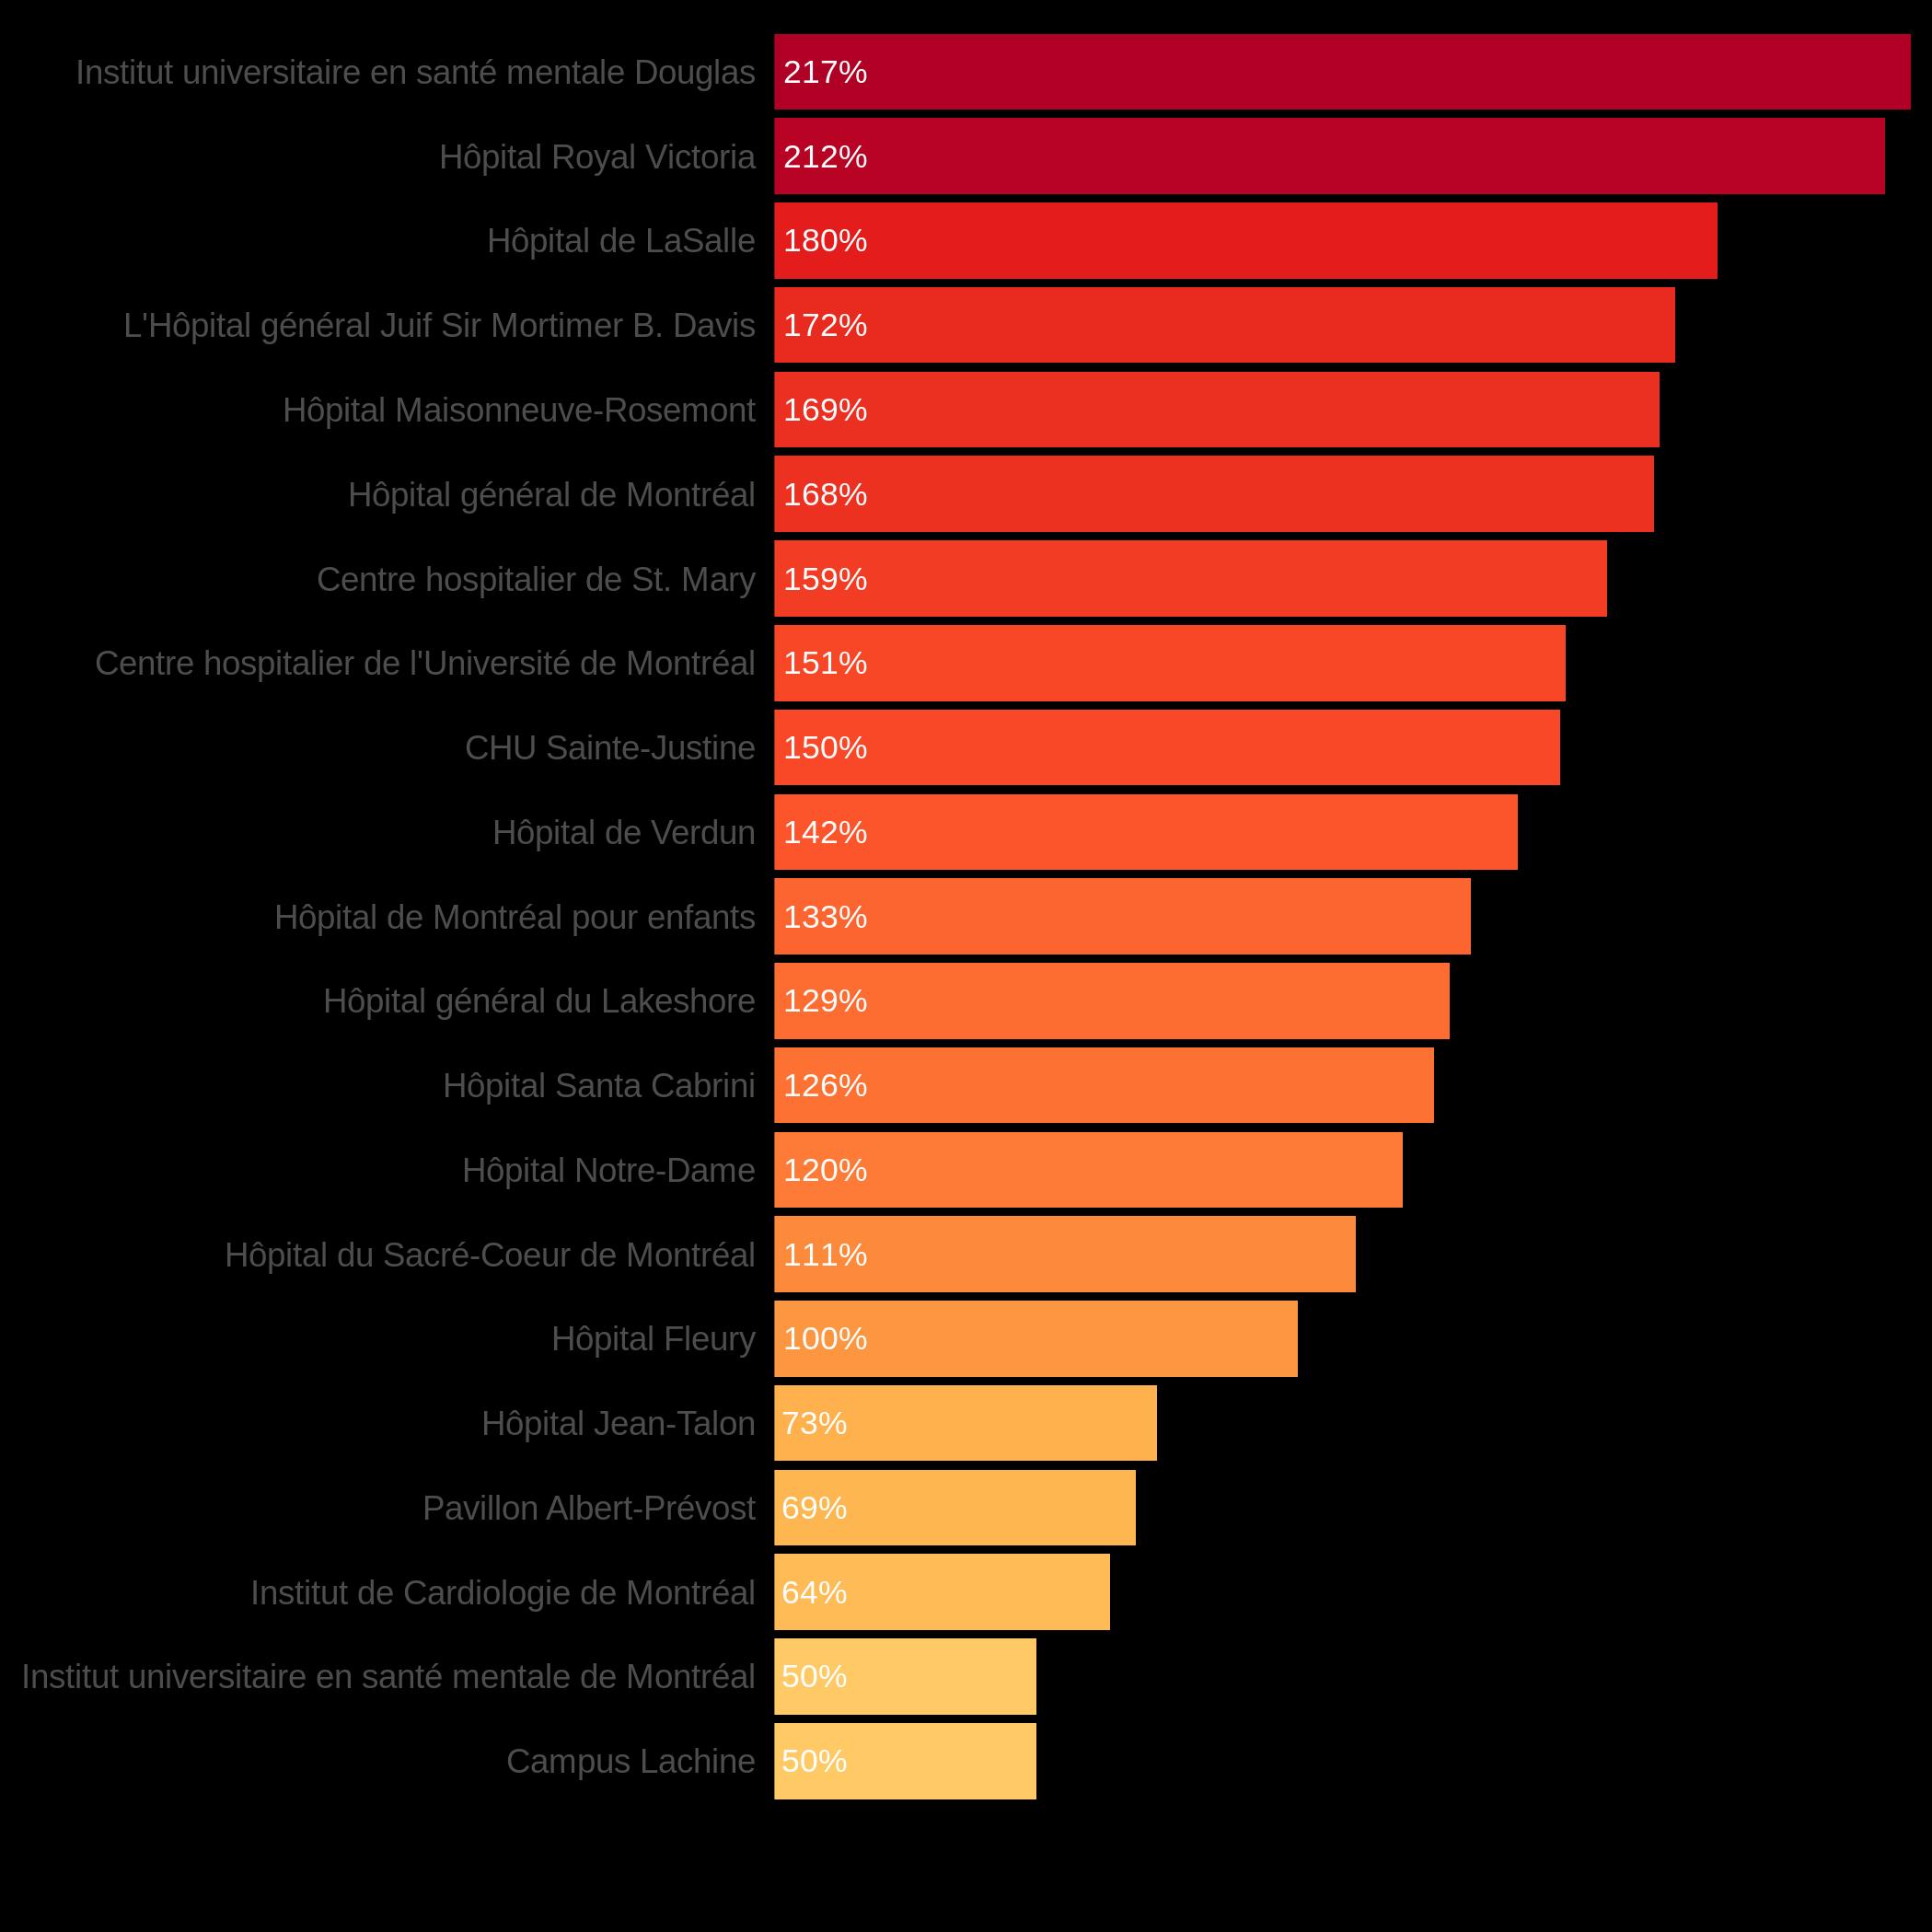 Institut universitaire en santé mentale Douglas 217%
Hôpital Royal Victoria 212%
Hôpital de LaSalle 180%
L'Hôpital général Juif Sir Mortimer B. Davis 172%
Hôpital Maisonneuve-Rosemont 169%
Hôpital général de Montréal 168%
Centre hospitalier de St. Mary 159%
Centre hospitalier de l'Université de Montréal 151%
CHU Sainte-Justine 150%
Hôpital de Verdun 142%
Hôpital de Montréal pour enfants 133%
Hôpital général du Lakeshore 129%
Hôpital Santa Cabrini 126%
Hôpital Notre-Dame 120%
Hôpital du Sacré-Coeur de Montréal 111%
Hôpital Fleury 100%
Hôpital Jean-Talon 73%
Pavillon Albert-Prévost 69%
Institut de Cardiologie de Montréal 64%
Institut universitaire en santé mentale de Montréal 50%
Campus Lachine 50%